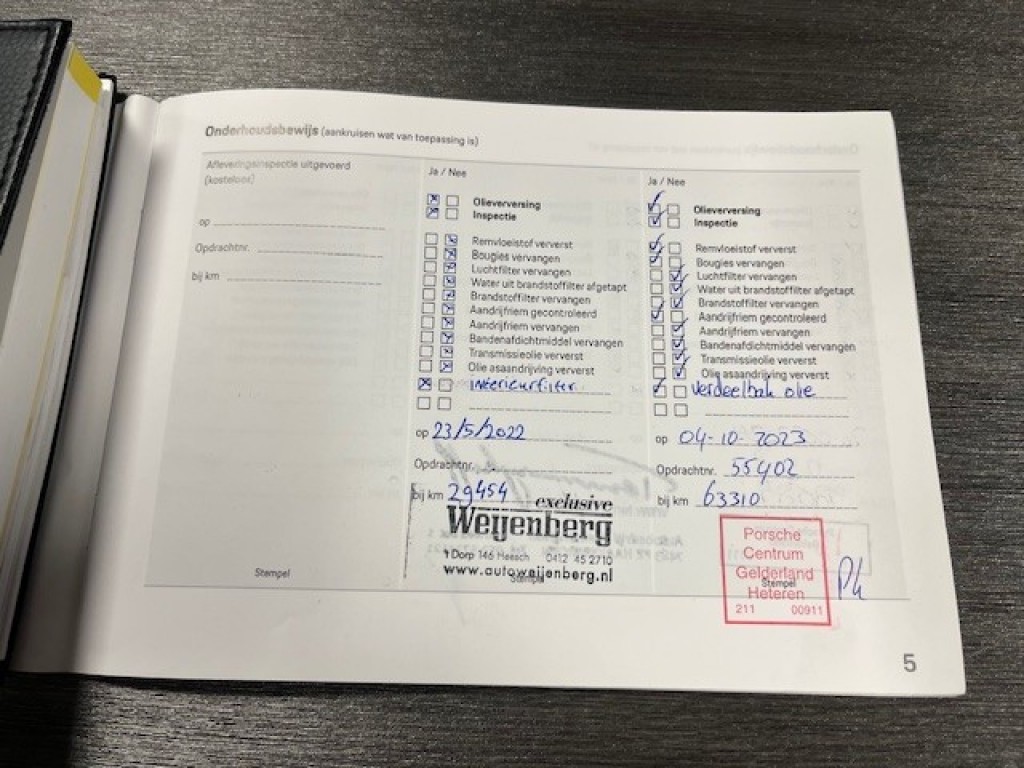 Onderhoudsbewijs (aankruisen wat van toepassing is)
Afleveringsinspectie uitgevoerd
(kosteloos)
op
Opdrachtnr.
bij km
Stempel
Ja / Nee
Olieverversing
Inspectie
Remvloeistof ververst
Bougies vervangen
Luchtfilter vervangen
Water uit brandstoffilter afgetapt
Brandstoffilter vervangen
Aandrijfriem gecontroleerd
Aandrijfriem vervangen
Bandenafdichtmiddel vervangen
Transmissieolie ververst
Olie asaandrijving ververst
interieurfilter
op 23/5/2022
Opdrachtnr.
bij km 29454
exclusive
Weijenberg
't Dorp 146 Heesch 0412 45 2710
www.autoweijenberg.nl
Stempel
Ja / Nee
Olieverversing
Inspectie
Remvloeistof ververst
Bougies vervangen
Luchtfilter vervangen
Water uit brandstoffilter afgetapt
Brandstoffilter vervangen
Aandrijfriem gecontroleerd
Aandrijfriem vervangen
Bandenafdichtmiddel vervangen
Transmissieolie ververst
Olie asaandrijving ververst
verdeelbak olie
op 04-10-2023
Opdrachtnr. 55402
bij km 63310
Porsche
Centrum
Gelderland
Stempel
Heteren
211 00911
5